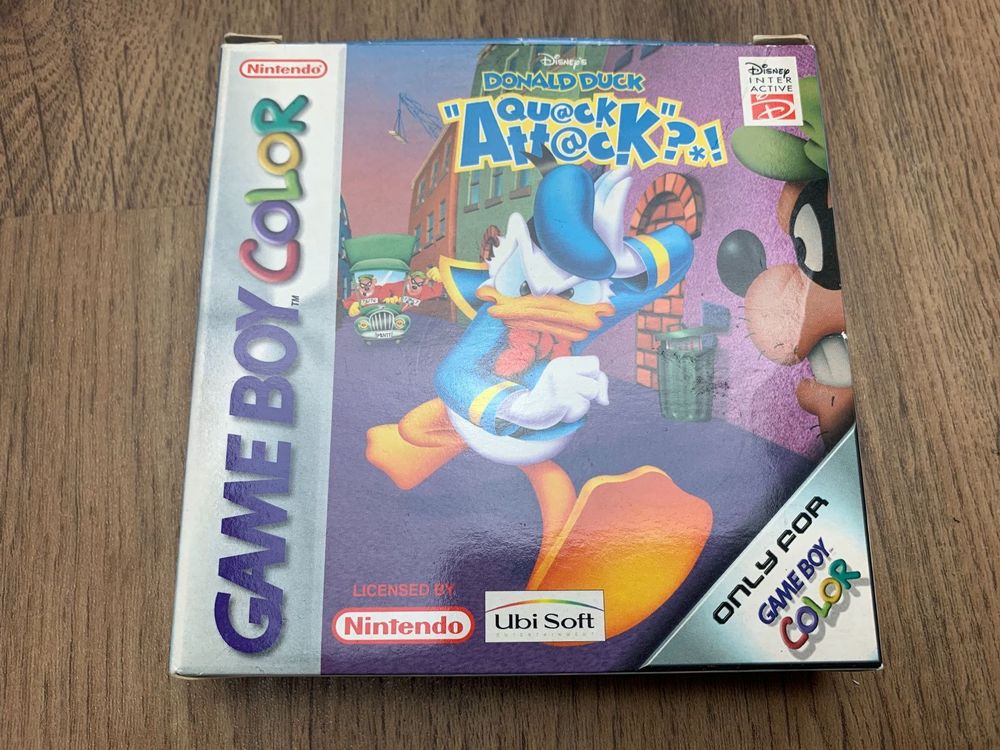 Nintendo
GAME BOY COLOR™
Disney's
DONALD DUCK
"QU@CK
Att@cK"?*!
Disney
INTER
ACTIVE
LICENSED BY
Nintendo
Ubi Soft
ENTERTAINMENT
ONLY FOR
GAME BOY
COLOR